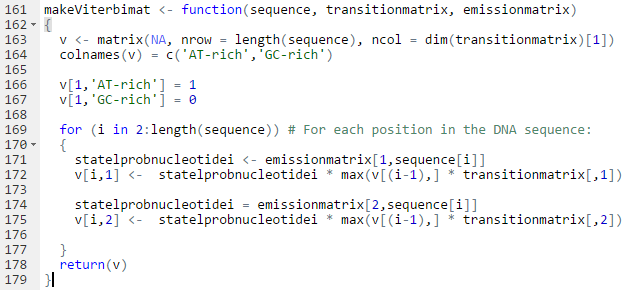 161 makeViterbimat <- function(sequence, transitionmatrix, emissionmatrix)
162 {
163   v <- matrix(NA, nrow = length(sequence), ncol = dim(transitionmatrix)[1])
164   colnames(v) = c('AT-rich','GC-rich')
165
166   v[1,'AT-rich'] = 1
167   v[1,'GC-rich'] = 0
168
169   for (i in 2:length(sequence)) # For each position in the DNA sequence:
170   {
171     statelprobnucleotidei <- emissionmatrix[1,sequence[i]]
172     v[i,1] <-  statelprobnucleotidei * max(v[(i-1),] * transitionmatrix[,1])
173
174     statelprobnucleotidei = emissionmatrix[2,sequence[i]]
175     v[i,2] <-  statelprobnucleotidei * max(v[(i-1),] * transitionmatrix[,2])
176
177   }
178   return(v)
179 }